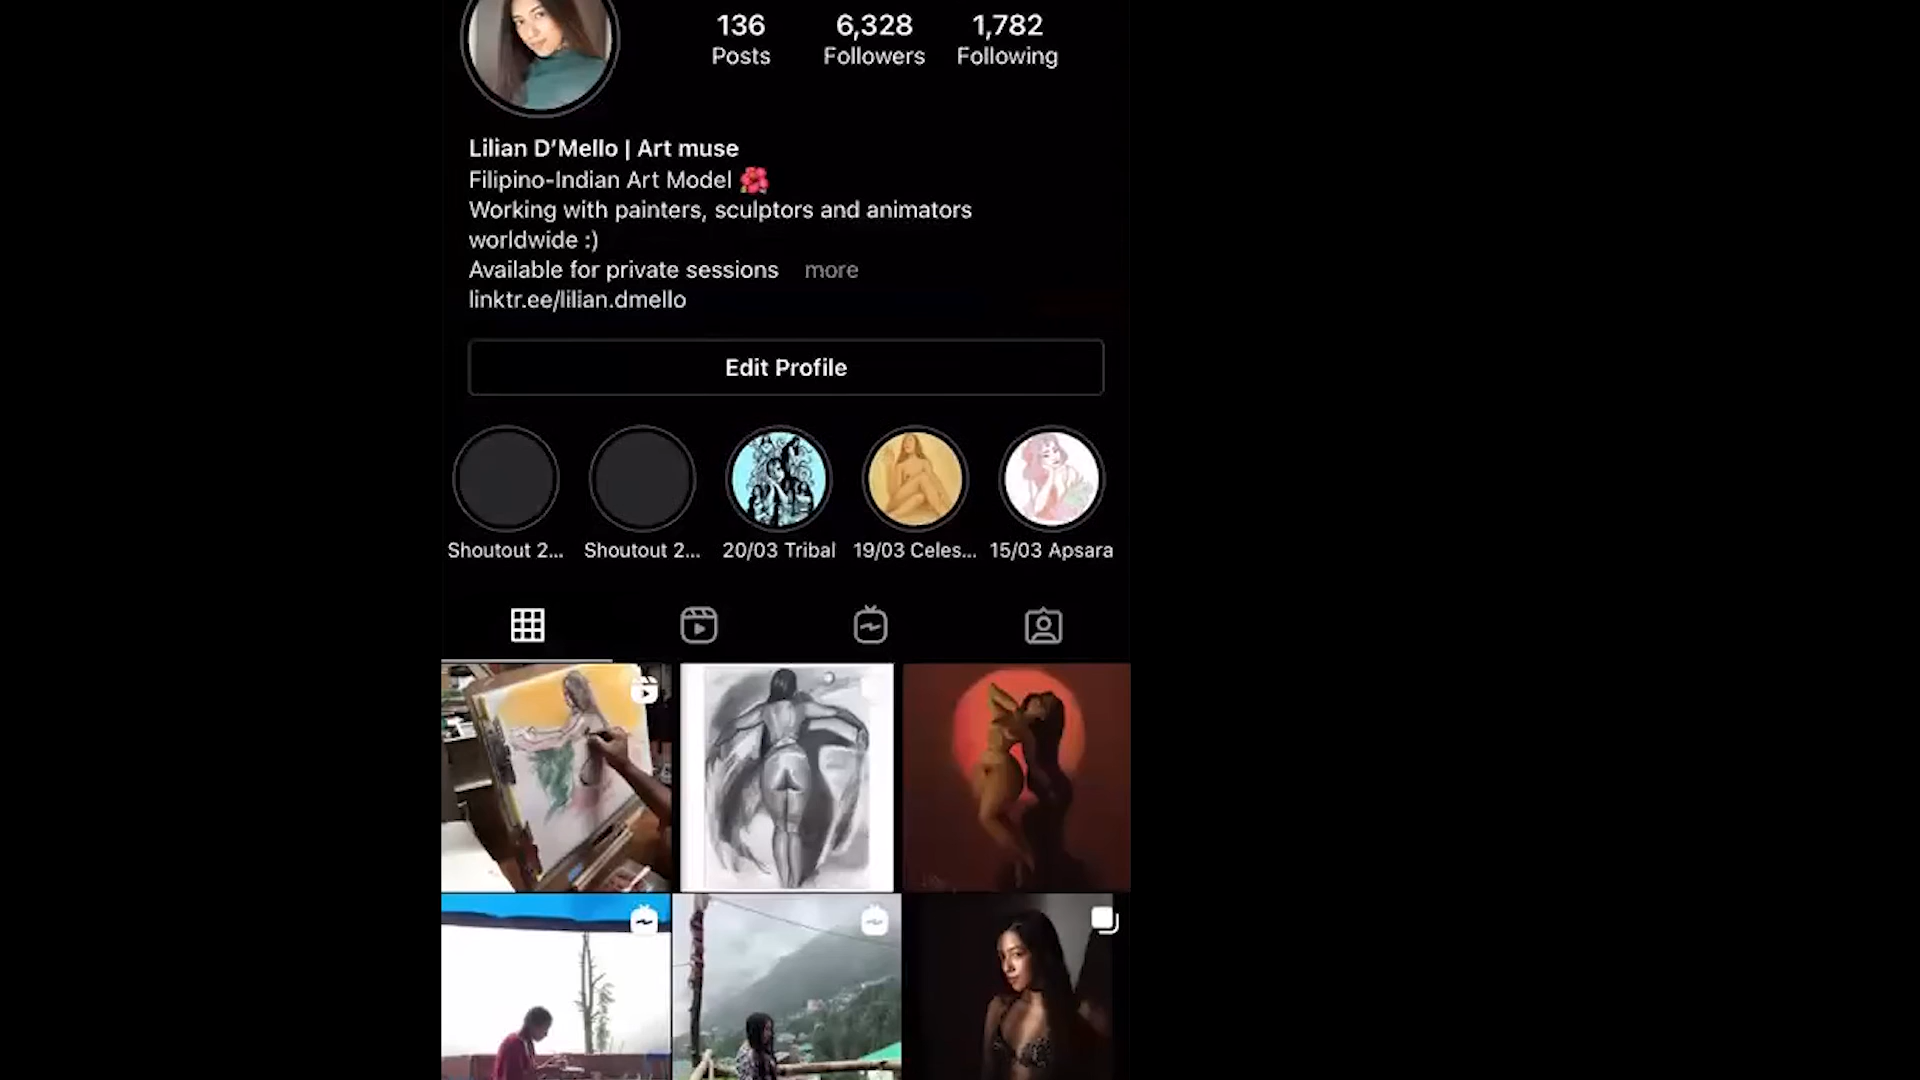 136 6,328 1,782
Posts Followers Following
Lilian D’Mello | Art muse
Filipino-Indian Art Model
Working with painters, sculptors and animators
worldwide :)
Available for private sessions more
linktr.ee/lilian.dmello
Edit Profile
Shoutout 2... Shoutout 2... 20/03 Tribal 19/03 Celes... 15/03 Apsara